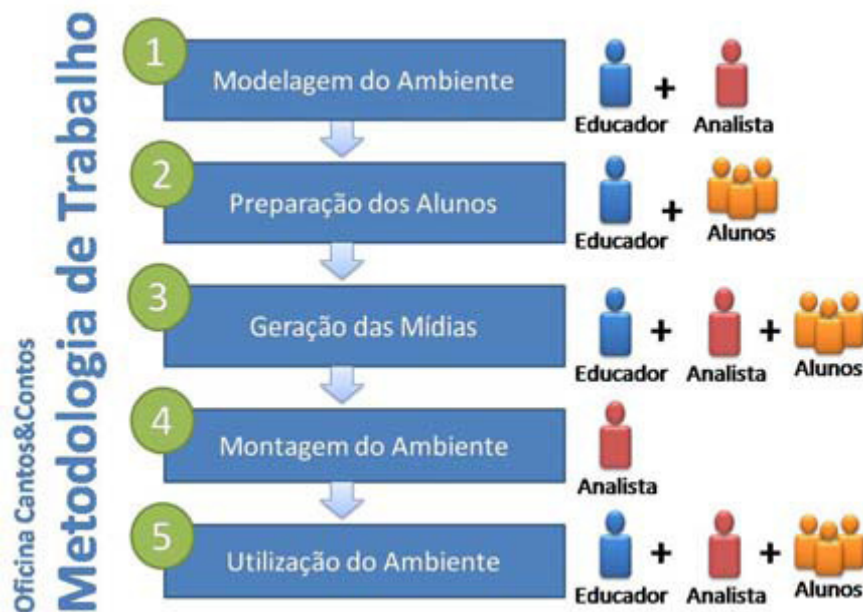 Oficina Cantos&Contos
Metodologia de Trabalho
1
Modelagem do Ambiente
+
Educador
Analista
2
Preparação dos Alunos
+
Educador
Alunos
3
Geração das Mídias
+
+
Educador
Analista
Alunos
4
Montagem do Ambiente
Analista
5
Utilização do Ambiente
+
+
Educador
Analista
Alunos